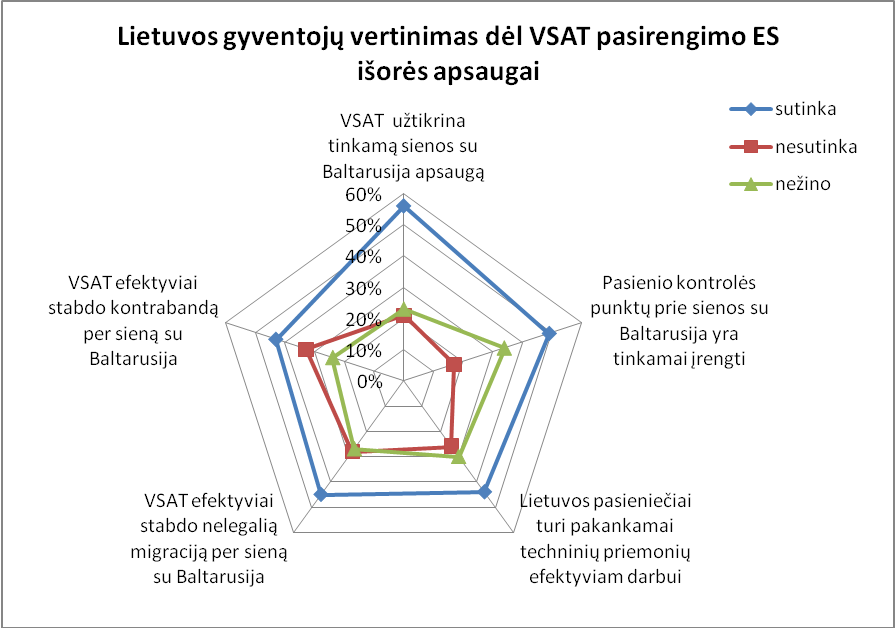 Lietuvos gyventojų vertinimas dėl VSAT pasirengimo ES
išorės apsaugai
sutinka
nesutinka
nežino
VSAT užtikrina
tinkamą sienos su
Baltarusija apsaugą
60%
50%
40%
30%
20%
10%
0%
Pasienio kontrolės
punktų prie sienos su
Baltarusija yra
tinkamai įrengti
Lietuvos pasieniečiai
turi pakankamai
techninių priemonių
efektyviam darbui
VSAT efektyviai
stabdo nelegalią
migraciją per sieną
su Baltarusija
VSAT efektyviai
stabdo kontrabandą
per sieną su
Baltarusija